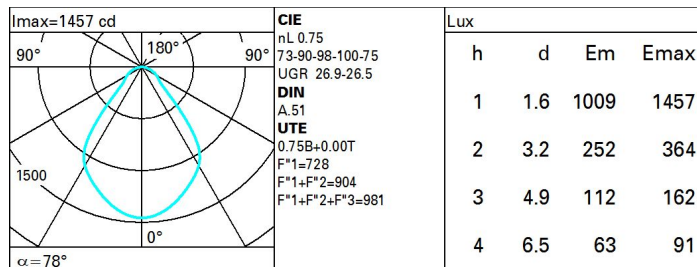 Imax=1457 cd
90° 180° 90°
1500
0°
α=78°
CIE
nL 0.75
73-90-98-100-75
UGR 26.9-26.5
DIN
A.51
UTE
0.75B+0.00T
F"1=728
F"1+F"2=904
F"1+F"2+F"3=981
Lux
h d Em Emax
1 1.6 1009 1457
2 3.2 252 364
3 4.9 112 162
4 6.5 63 91